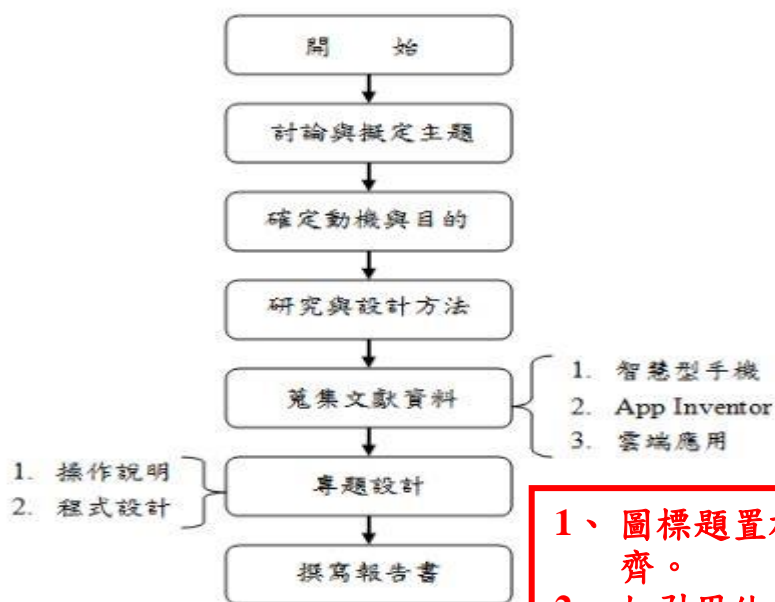 開 始
討論與擬定主題
確定動機與目的
研究與設計方法
蒐集文獻資料
1. 智慧型手機
2. App Inventor
3. 雲端應用
1. 操作說明
2. 程式設計
專題設計
撰寫報告書
1、圖標題置
齊。